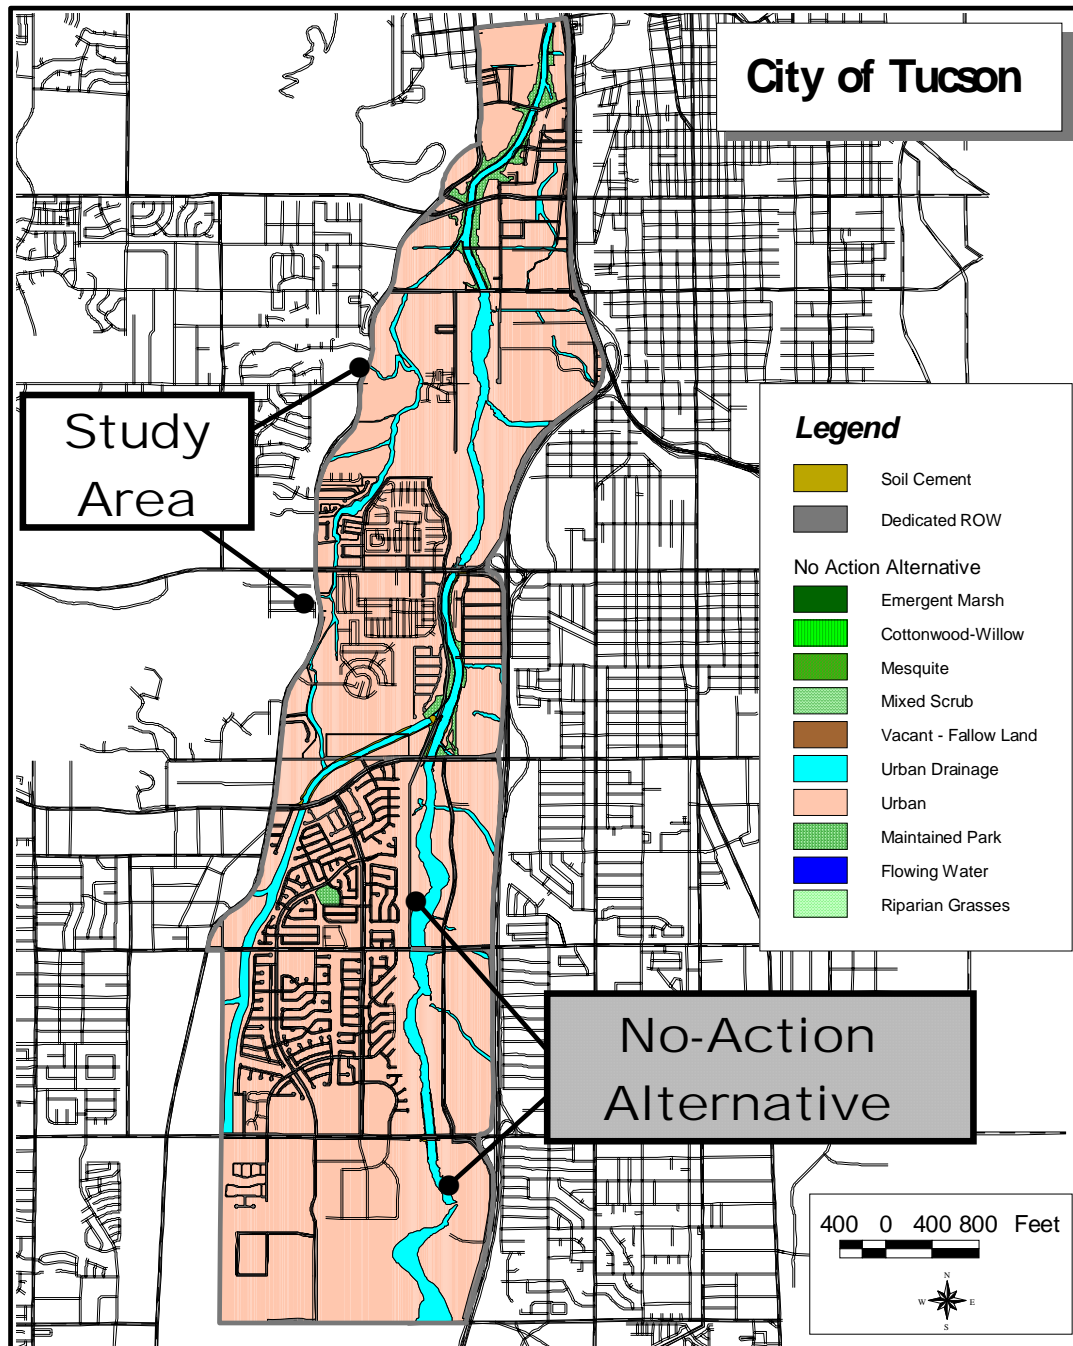 City of Tucson
Study
Area
Legend
Soil Cement
Dedicated ROW
No Action Alternative
Emergent Marsh
Cottonwood-Willow
Mesquite
Mixed Scrub
Vacant - Fallow Land
Urban Drainage
Urban
Maintained Park
Flowing Water
Riparian Grasses
No-Action
Alternative
400 0 400 800 Feet
N
W E
S